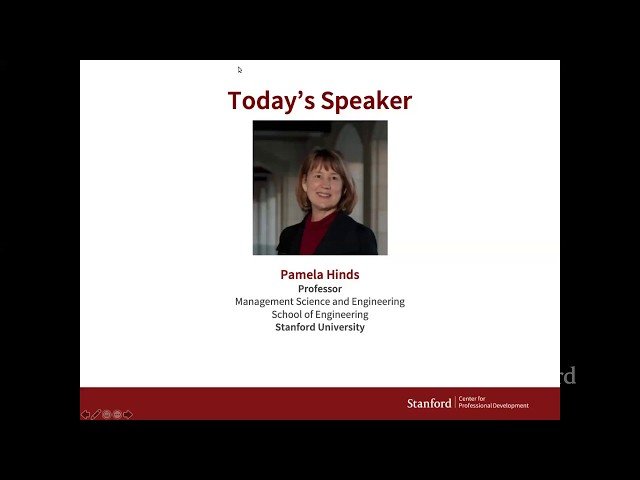 Today's Speaker
Pamela Hinds
Professor
Management Science and Engineering
School of Engineering
Stanford University
Stanford
Center for
Professional Development